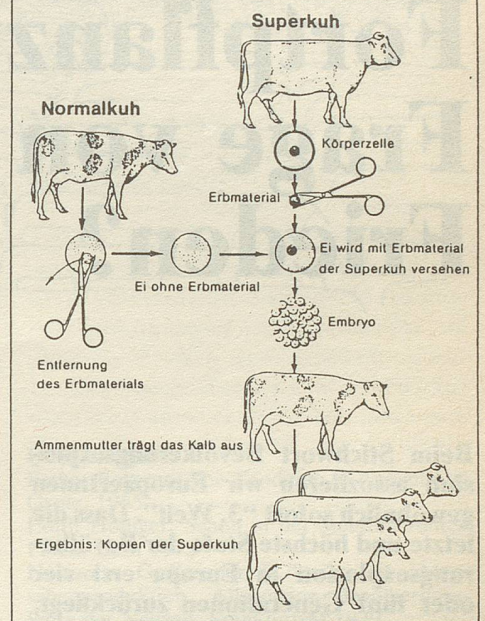 Superkuh
Normalkuh
Körperzelle
Erbmaterial
Ei wird mit Erbmaterial
der Superkuh versehen
Ei ohne Erbmaterial
Embryo
Entfernung
des Erbmaterials
Ammenmutter trägt das Kalb aus
Ergebnis: Kopien der Superkuh